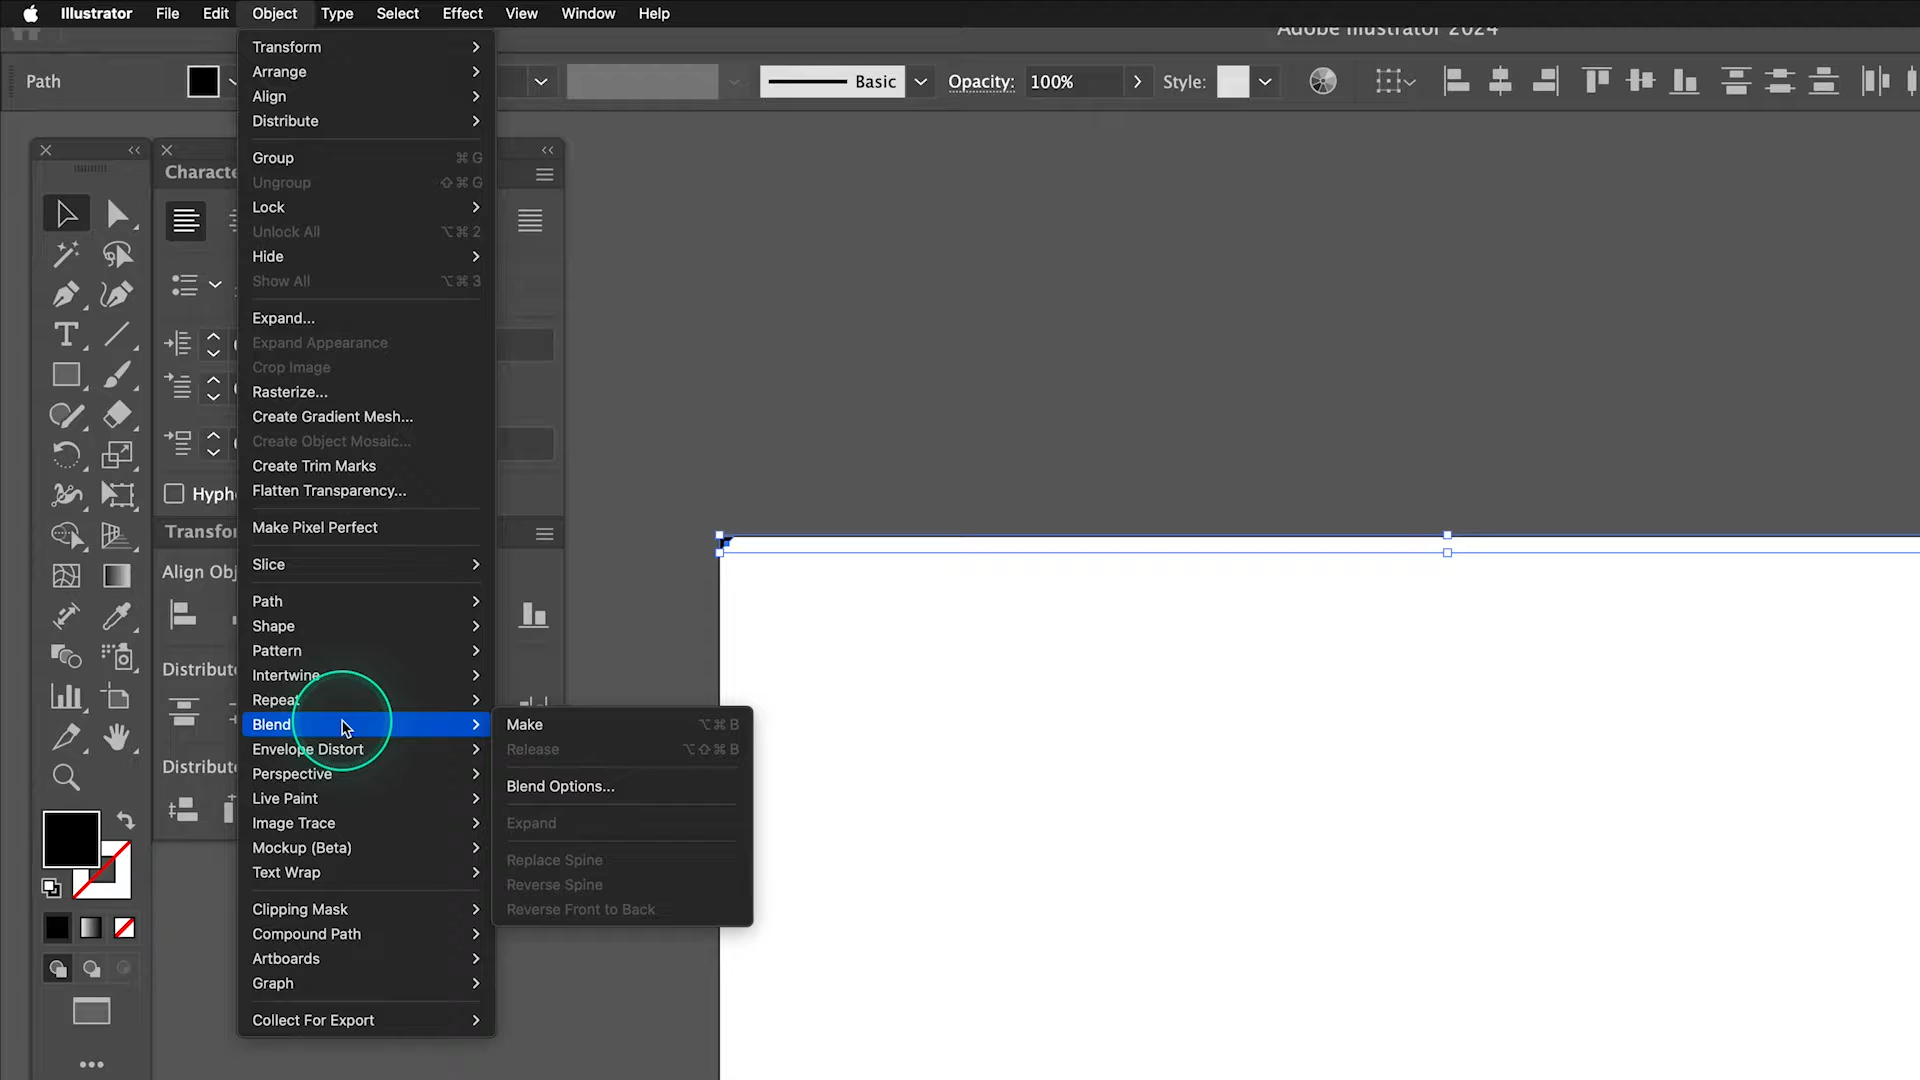 Illustrator File Edit Object Type Select Effect View Window Help
Adobe Illustrator 2024
Path
Basic
Opacity: 100%
Style:
Transform
Arrange
Align
Distribute
Group ⌘ G
Ungroup ⇧ ⌘ G
Lock
Unlock All ⌥ ⌘ 2
Hide
Show All ⌥ ⌘ 3
Expand...
Expand Appearance
Crop Image
Rasterize...
Create Gradient Mesh...
Create Object Mosaic...
Create Trim Marks
Flatten Transparency...
Make Pixel Perfect
Slice
Path
Shape
Pattern
Intertwine
Repeat
Blend
Envelope Distort
Perspective
Live Paint
Image Trace
Mockup (Beta)
Text Wrap
Clipping Mask
Compound Path
Artboards
Graph
Collect For Export
Make ⌥ ⌘ B
Release ⌥ ⇧ ⌘ B
Blend Options...
Expand
Replace Spine
Reverse Spine
Reverse Front to Back
Characte
Hyph
Transfor
Align Obj
Distribut
Distribut